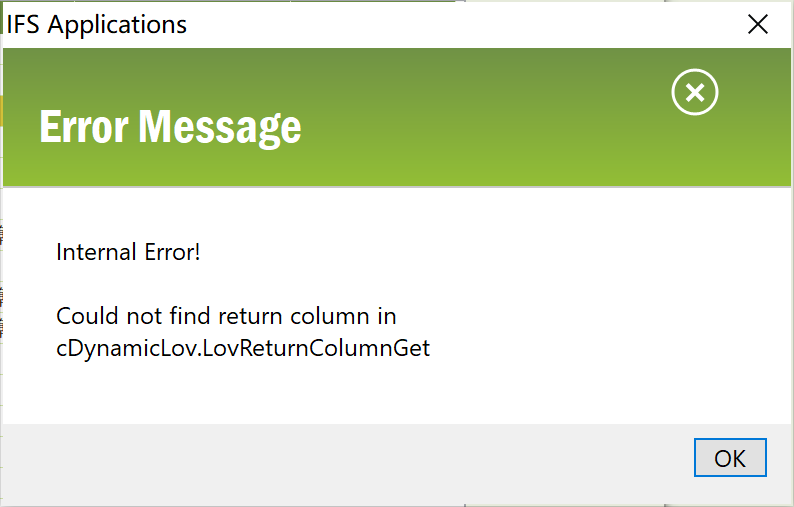 IFS Applications
Error Message
Internal Error!
Could not find return column in
cDynamicLov.LovReturnColumnGet
OK